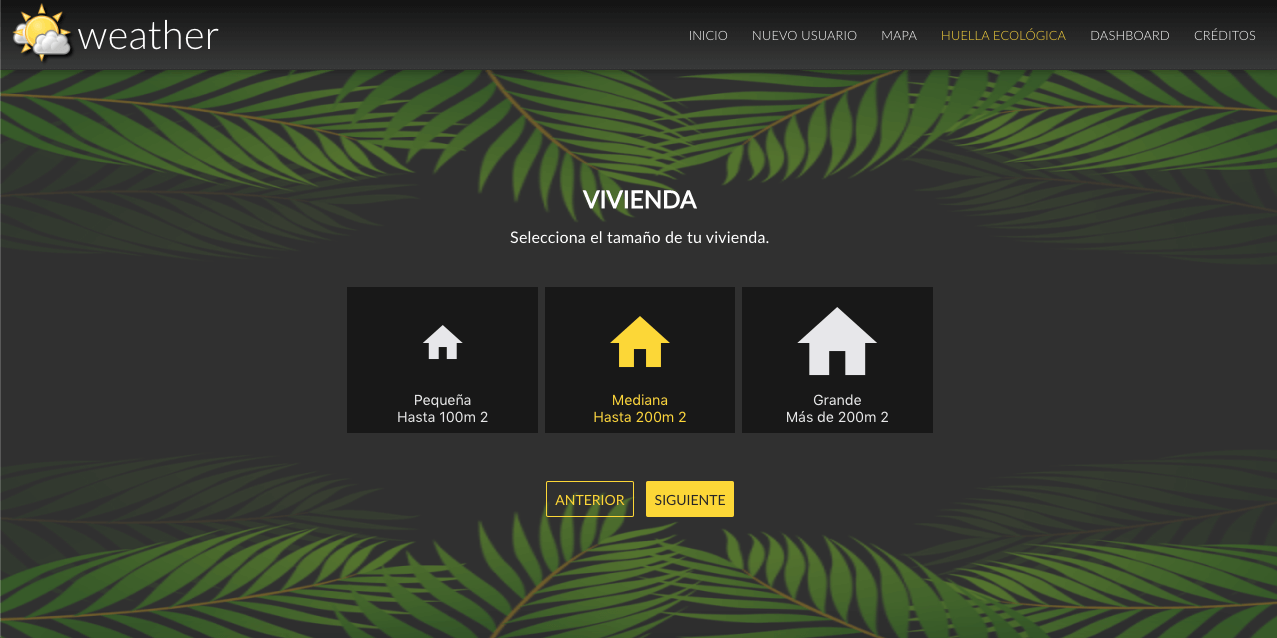 weather
INICIO NUEVO USUARIO MAPA HUELLA ECOLÓGICA DASHBOARD CRÉDITOS
VIVIENDA
Selecciona el tamaño de tu vivienda.
Pequeña
Hasta 100m 2
Mediana
Hasta 200m 2
Grande
Más de 200m 2
ANTERIOR SIGUIENTE